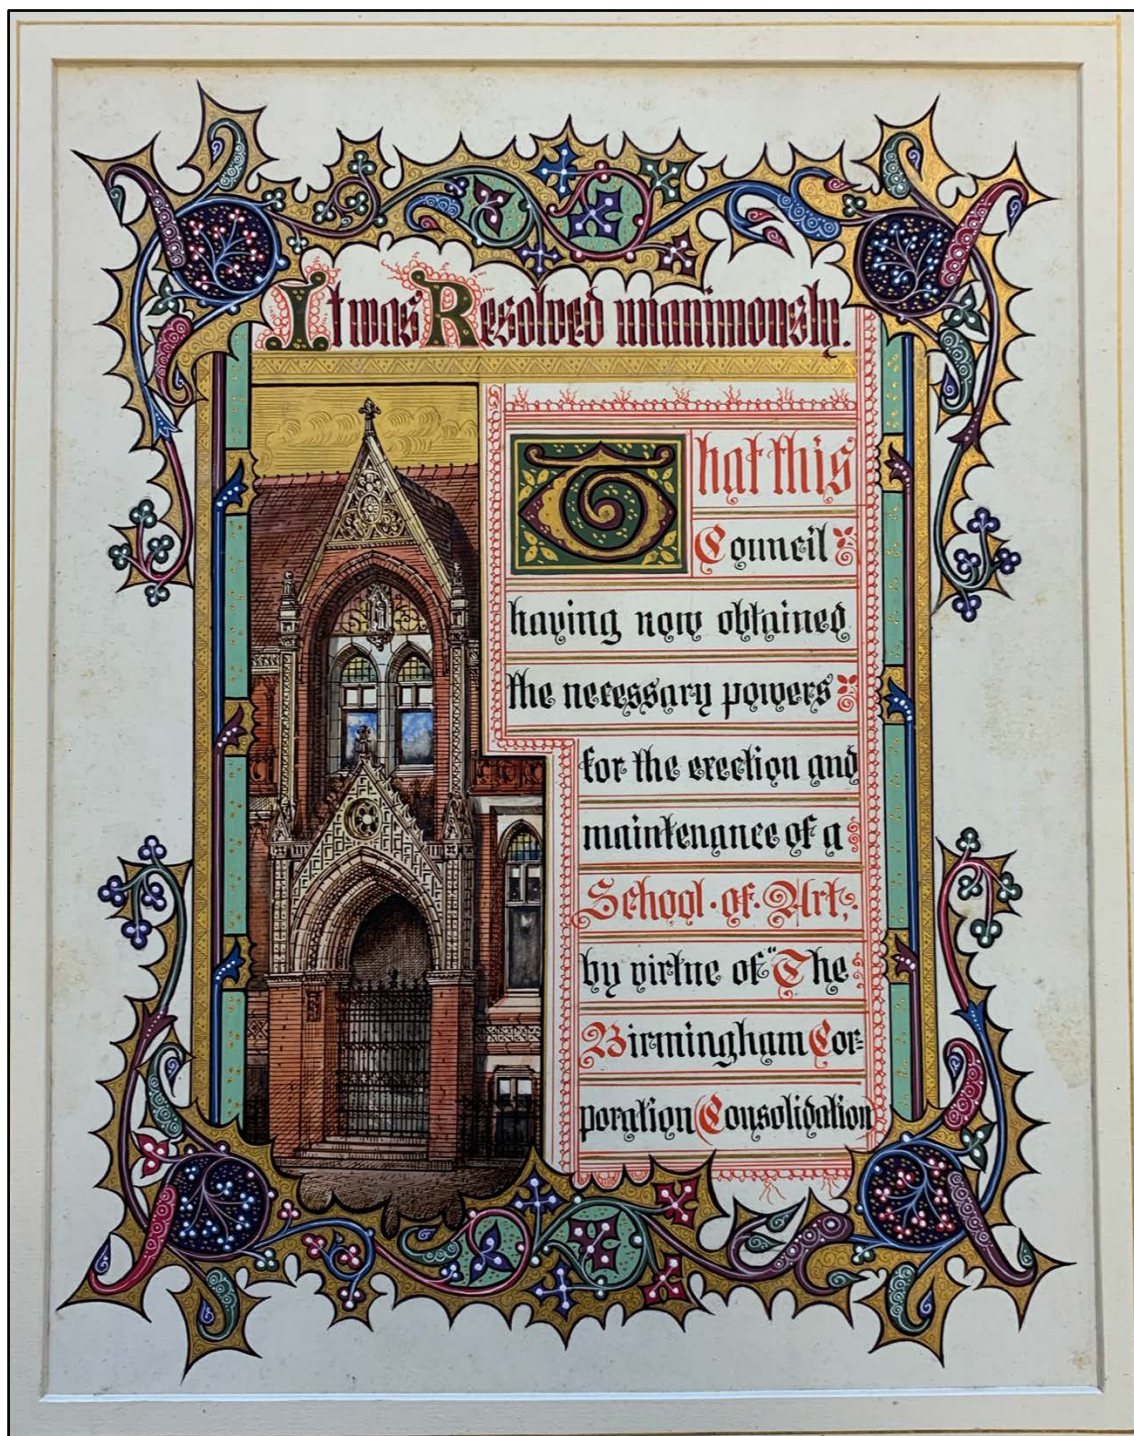 It was Resolved unanimously.
That this
Council
having now obtained
the necessary powers
for the erection and
maintenance of a
School of Art,
by virtue of "The
Birmingham Cor-
poration Consolidation